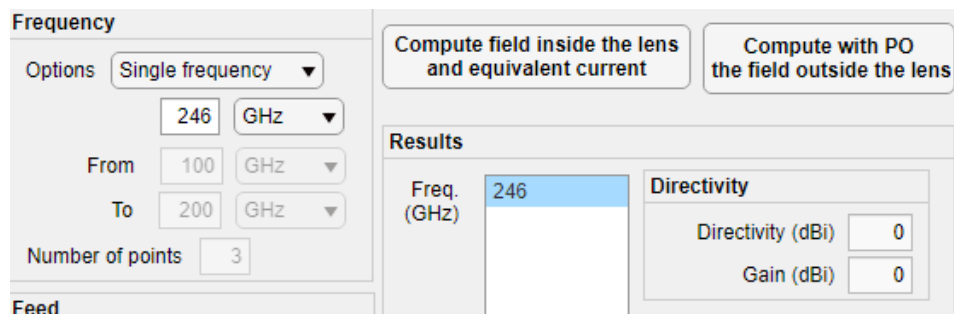 Frequency
Options Single frequency
246 GHz
From 100 GHz
To 200 GHz
Number of points 3
Feed
Compute field inside the lens
and equivalent current
Compute with PO
the field outside the lens
Results
Freq.
(GHz)
246
Directivity
Directivity (dBi) 0
Gain (dBi) 0